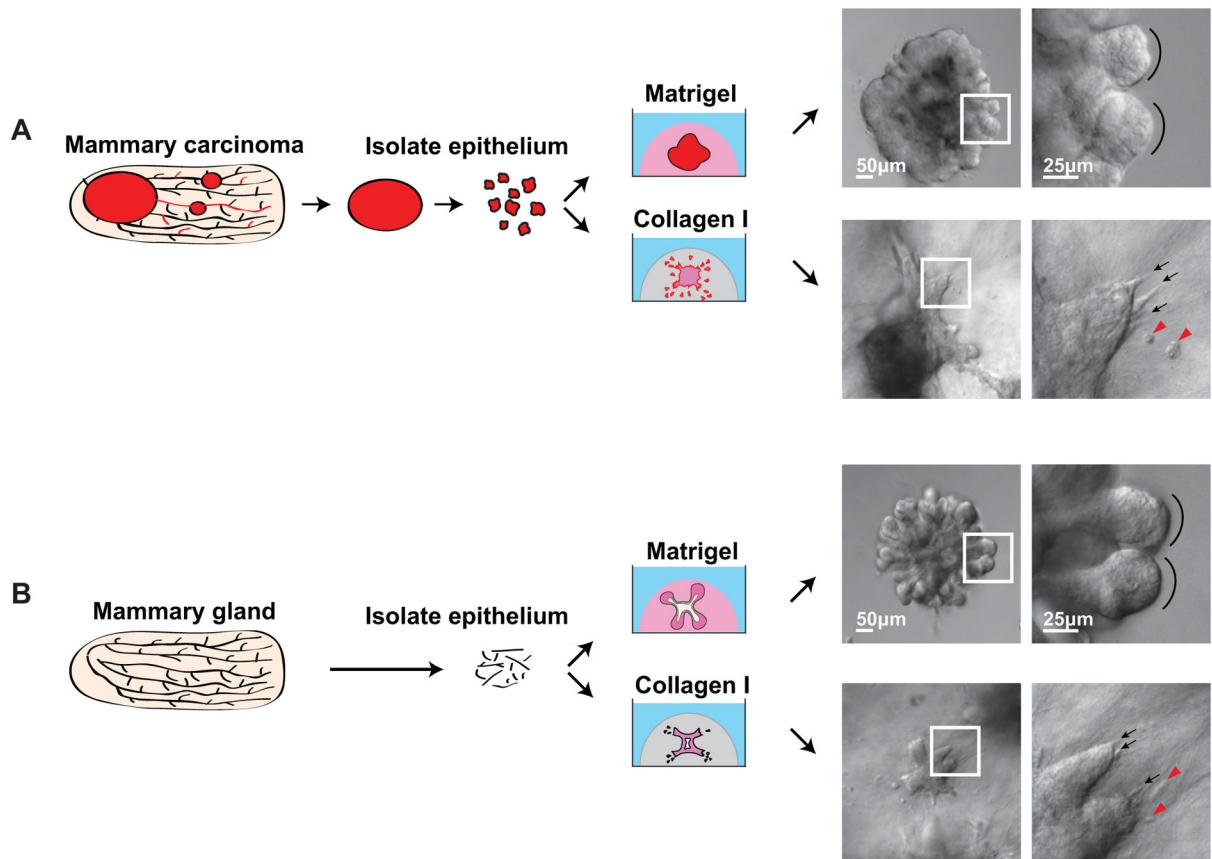 A
Mammary carcinoma
Isolate epithelium
Matrigel
Collagen I
50μm
25μm
B
Mammary gland
Isolate epithelium
Matrigel
Collagen I
50μm
25μm